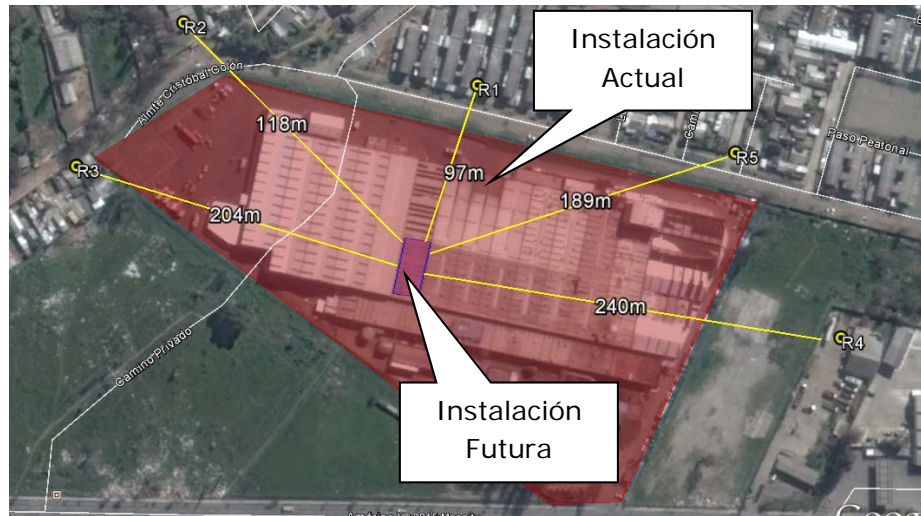 R2
Instalación
Actual
Almte Cristóbal Colón
R1
118m
Paso Peatonal
R5
R3
97m
189m
204m
240m
R4
Camino Privado
Instalación
Futura